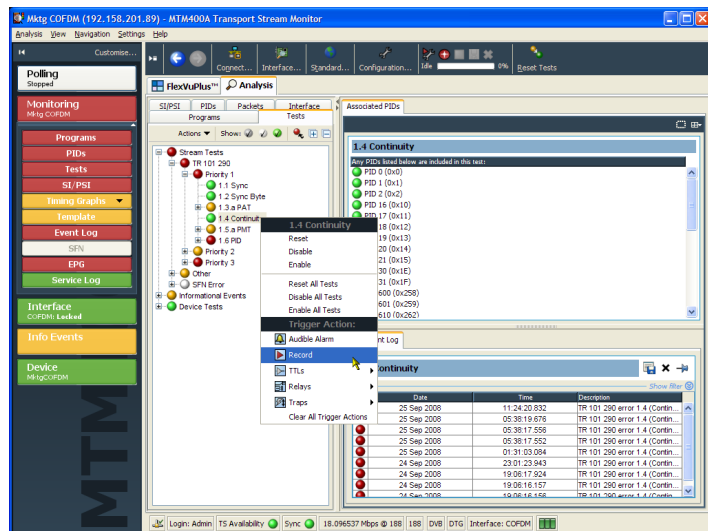 Mktg COFDM (192.158.201.89) - MTM400A Transport Stream Monitor
Analysis View Navigation Settings
Help
Customise...
Polling
Stopped
Monitoring
Mktg COFDM
Programs
PIDs
Tests
SI/PSI
Timing Graphs
Template
Event Log
SFN
EPG
Service Log
Interface
COFDM: Locked
Info Events
Device
MktgCOFDM
MTM
Connect... Interface... Standard... Configuration... Idle 0% Reset Tests
FlexVuPlus™ Analysis
SI/PSI PIDs Packets Interface
Programs Tests
Actions Show:
Stream Tests
TR 101 290
Priority 1
1.1 Sync
1.2 Sync Byte
1.3.a PAT
1.4 Continuity
1.5.a PMT
1.6 PID
Priority 2
Priority 3
Other
SFN Error
Informational Events
Device Tests
1.4 Continuity
Reset
Disable
Enable
Reset All Tests
Disable All Tests
Enable All Tests
Trigger Action:
Audible Alarm
Record
TTLs
Relays
Traps
Clear All Trigger Actions
Associated PIDs
1.4 Continuity
Any PIDs listed below are included in this test:
PID 0 (0x0)
PID 1 (0x1)
PID 2 (0x2)
PID 16 (0x10)
PID 17 (0x11)
18 (0x12)
19 (0x13)
20 (0x14)
21 (0x15)
30 (0x1E)
31 (0x1F)
600 (0x258)
601 (0x259)
610 (0x262)
nt Log
ontinuity
Show filter
Date Time Description
25 Sep 2008 11:24:20.832 TR 101 290 error 1.4 (Contin...
25 Sep 2008 05:38:19.676 TR 101 290 error 1.4 (Contin...
25 Sep 2008 05:38:17.556 TR 101 290 error 1.4 (Contin...
25 Sep 2008 05:38:17.552 TR 101 290 error 1.4 (Contin...
25 Sep 2008 01:31:03.084 TR 101 290 error 1.4 (Contin...
24 Sep 2008 23:01:23.943 TR 101 290 error 1.4 (Contin...
24 Sep 2008 19:06:17.924 TR 101 290 error 1.4 (Contin...
24 Sep 2008 19:06:16.157 TR 101 290 error 1.4 (Contin...
24 Sep 2008 19:06:16.156 TR 101 290 error 1.4 (Contin...
Login: Admin TS Availability Sync 18.096537 Mbps @ 188 188 DVB DTG Interface: COFDM